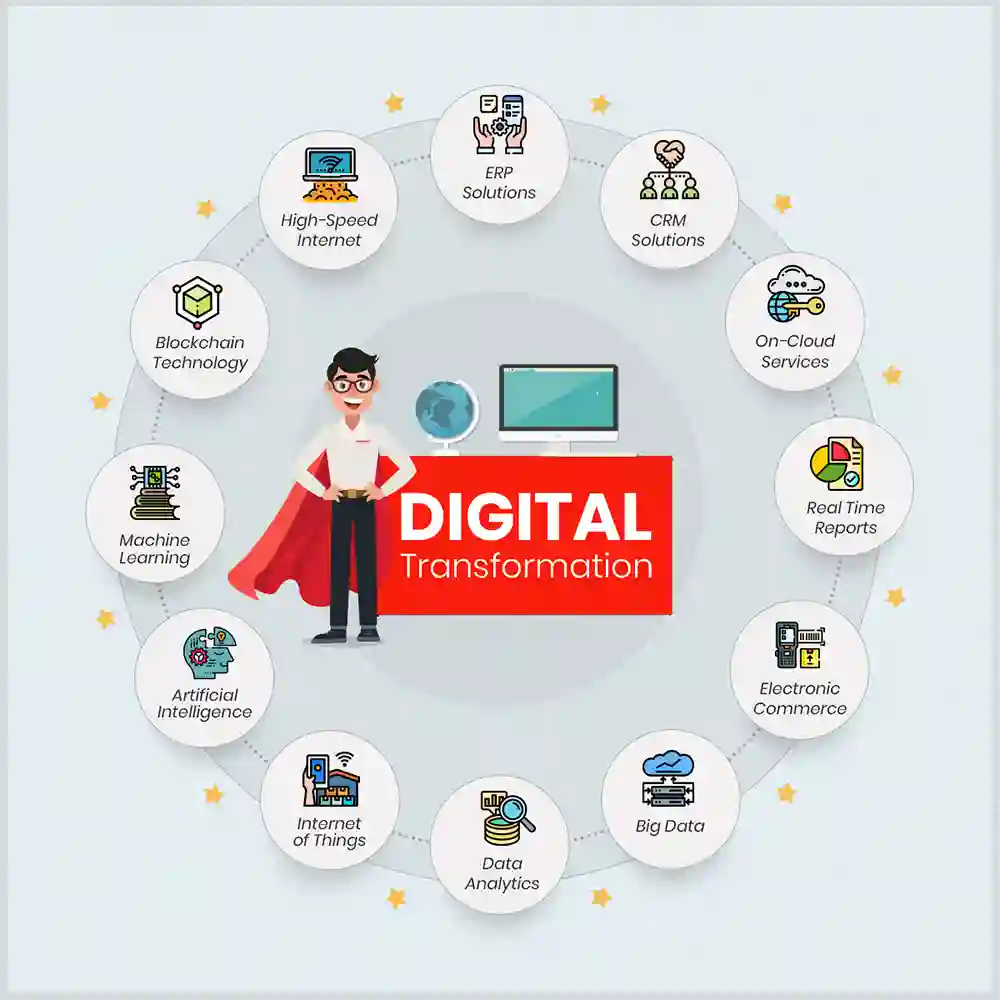 ERP
Solutions
CRM
Solutions
On-Cloud
Services
Real Time
Reports
Electronic
Commerce
Big Data
Data
Analytics
Internet
of Things
Artificial
Intelligence
Machine
Learning
Blockchain
Technology
High-Speed
Internet
DIGITAL
Transformation